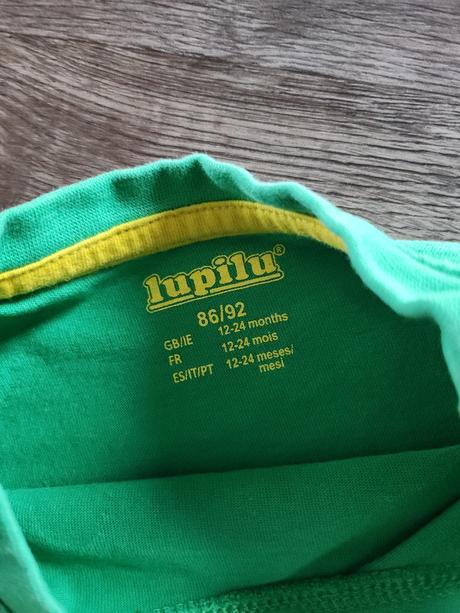 lupilu®
86/92
GB/IE 12-24 months
FR 12-24 mois
ES/IT/PT 12-24 meses/
mesi